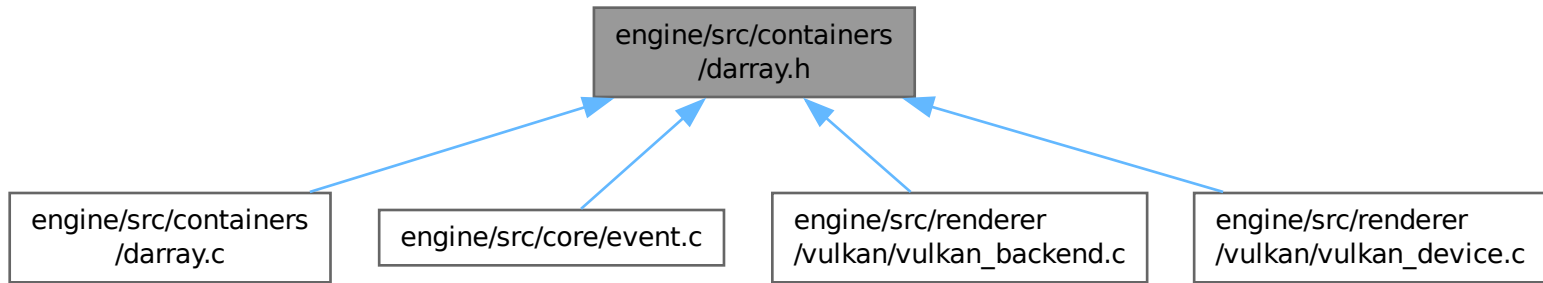 engine/src/containers
/darray.h
engine/src/containers
/darray.c
engine/src/core/event.c
engine/src/renderer
/vulkan/vulkan_backend.c
engine/src/renderer
/vulkan/vulkan_device.c